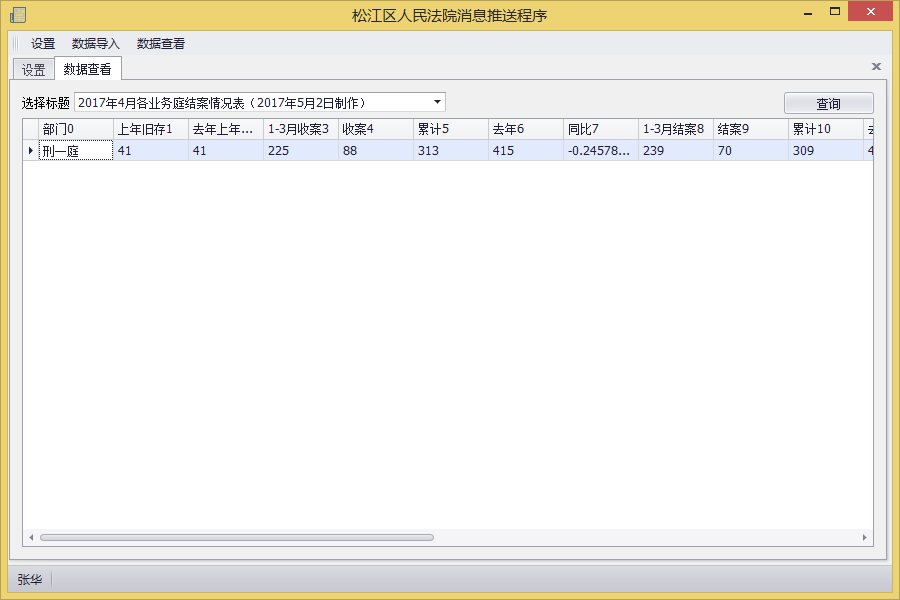 松江区人民法院消息推送程序
设置 数据导入 数据查看
设置 数据查看
选择标题 2017年4月各业务庭结案情况表（2017年5月2日制作） 查询
部门0 上年旧存1 去年上年... 1-3月收案3 收案4 累计5 去年6 同比7 1-3月结案8 结案9 累计10
刑一庭 41 41 225 88 313 415 -0.24578... 239 70 309
张华